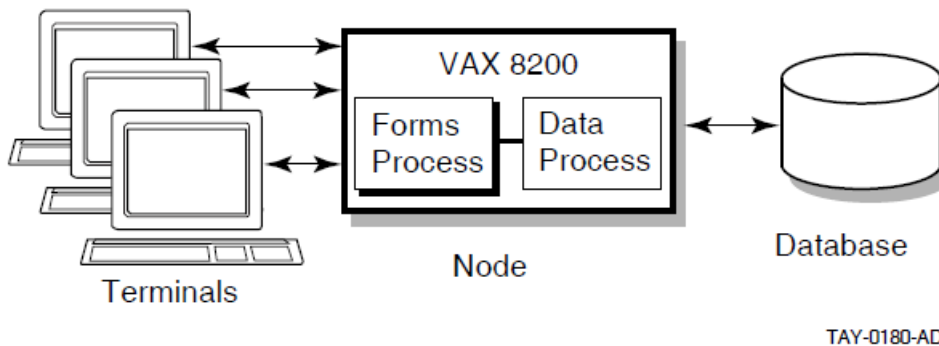 VAX 8200
Forms
Process
Data
Process
Terminals
Node
Database
TAY-0180-AD